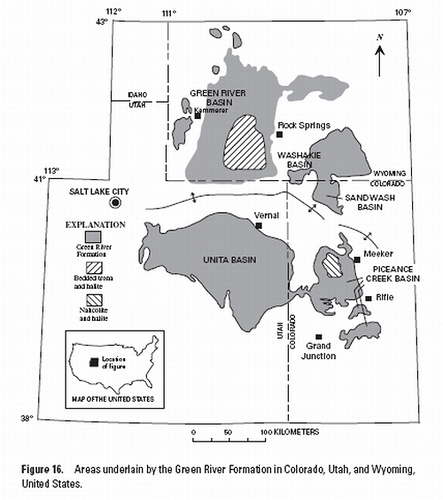 112°
111°
107°
43°
N
IDAHO
UTAH
GREEN RIVER
BASIN
Kemmerer
Rock Springs
WASHAKIE
BASIN
WYOMING
COLORADO
41°
113°
SALT LAKE CITY
SANDWASH
BASIN
EXPLANATION
Green River
Formation
Bedded trona
and halite
Nahcolite
and halite
Vernal
UNITA BASIN
Meeker
PICEANCE
CREEK BASIN
Rifle
UTAH
COLORADO
Grand
Junction
Location
of figure
MAP OF THE UNITED STATES
38°
0 50 100 KILOMETERS
Figure 16. Areas underlain by the Green River Formation in Colorado, Utah, and Wyoming,
United States.